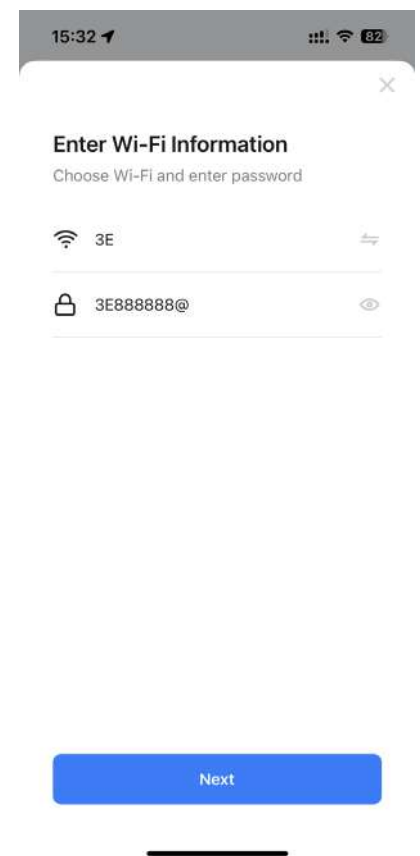 15:32
82
Enter Wi-Fi Information
Choose Wi-Fi and enter password
3E
3E888888@
Next